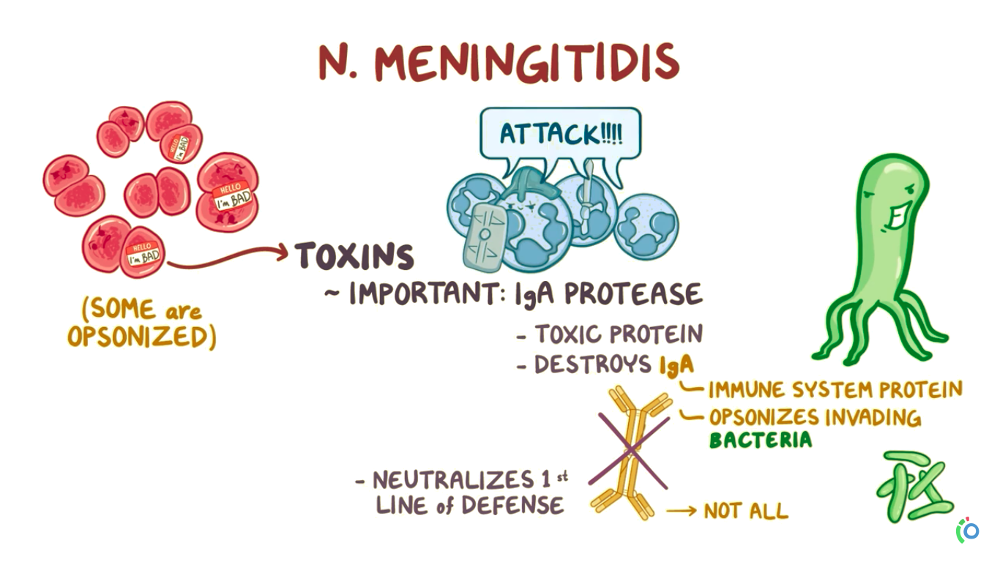 N. MENINGITIDIS
ATTACK!!!!
HELLO
I'm BAD
HELLO
I'm BAD
HELLO
I'm BAD
TOXINS
~ IMPORTANT: IgA PROTEASE
(SOME are
OPSONIZED)
- TOXIC PROTEIN
- DESTROYS IgA
IMMUNE SYSTEM PROTEIN
OPSONIZES INVADING
BACTERIA
- NEUTRALIZES 1st
LINE of DEFENSE
→ NOT ALL